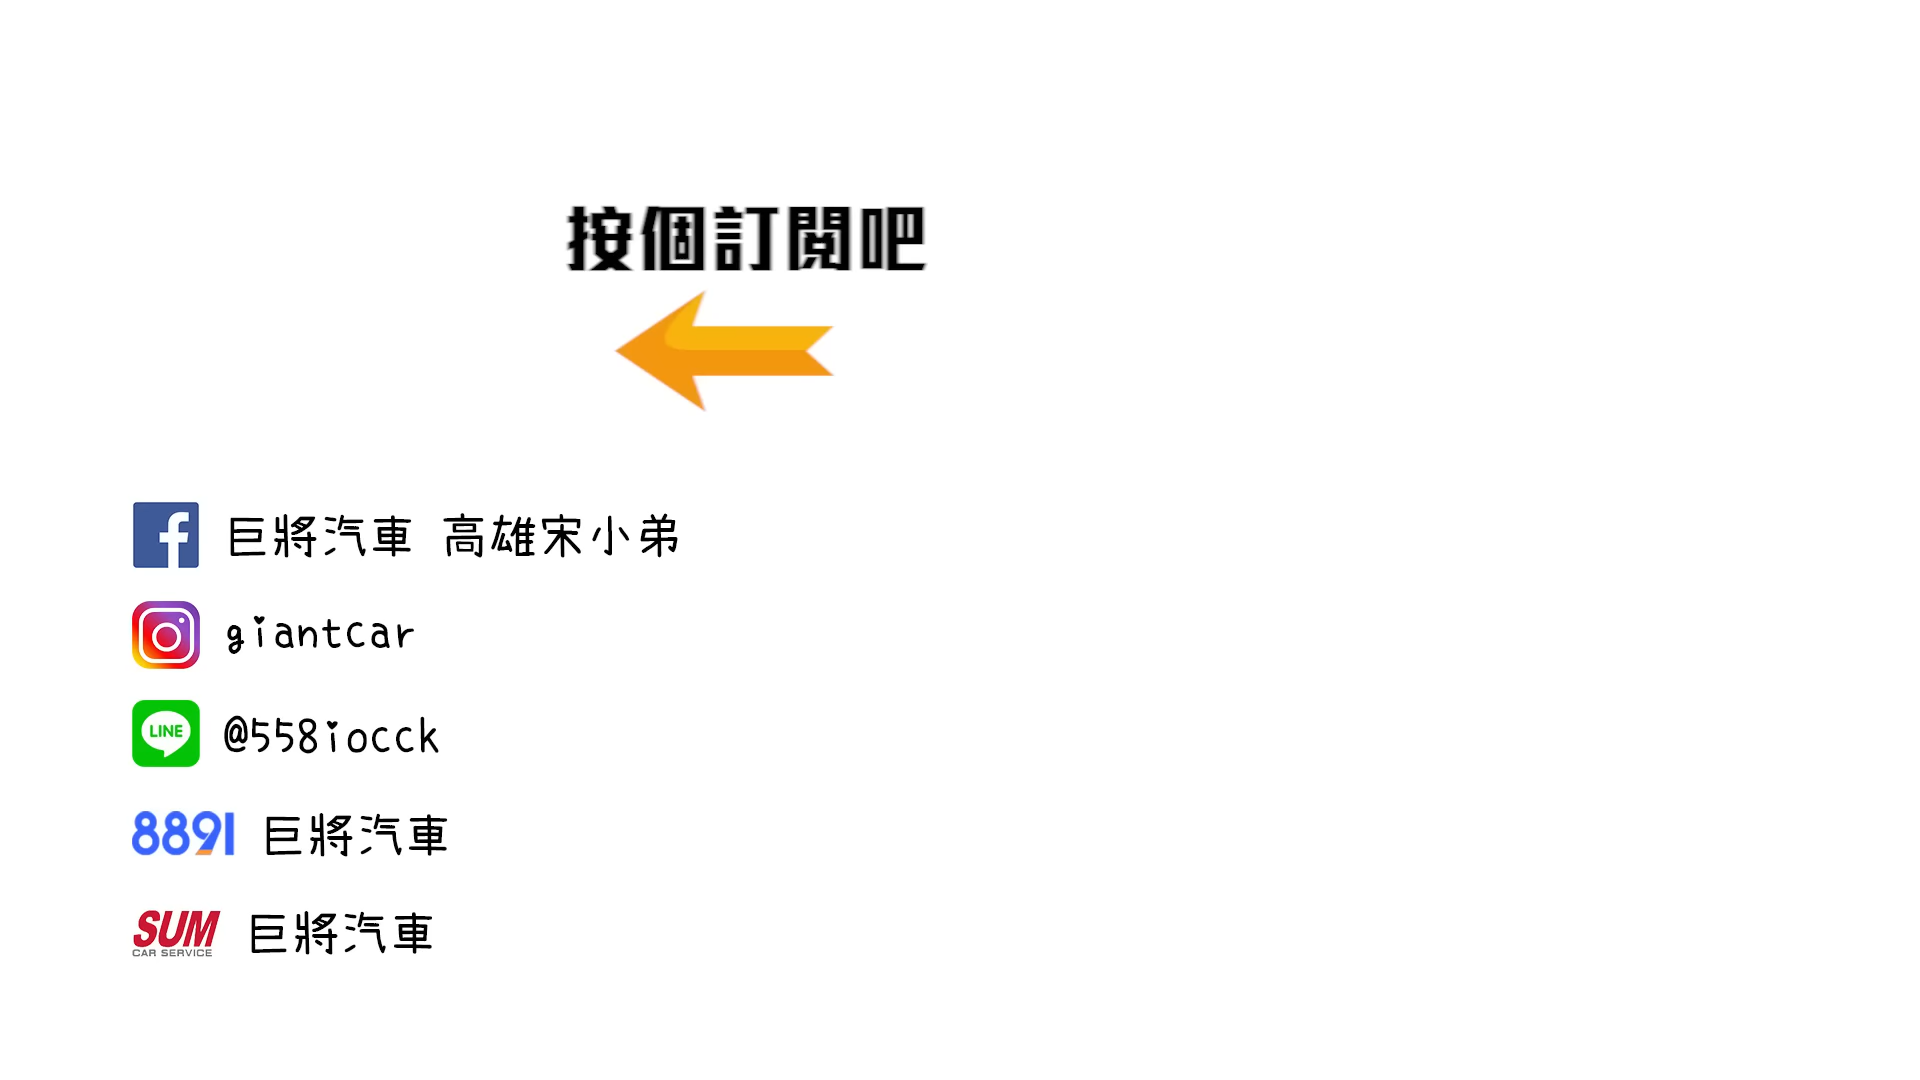 按個訂閱吧
巨將汽車 高雄宋小弟
giantcar
LINE @558iocck
8891 巨將汽車
SUM CAR SERVICE 巨將汽車